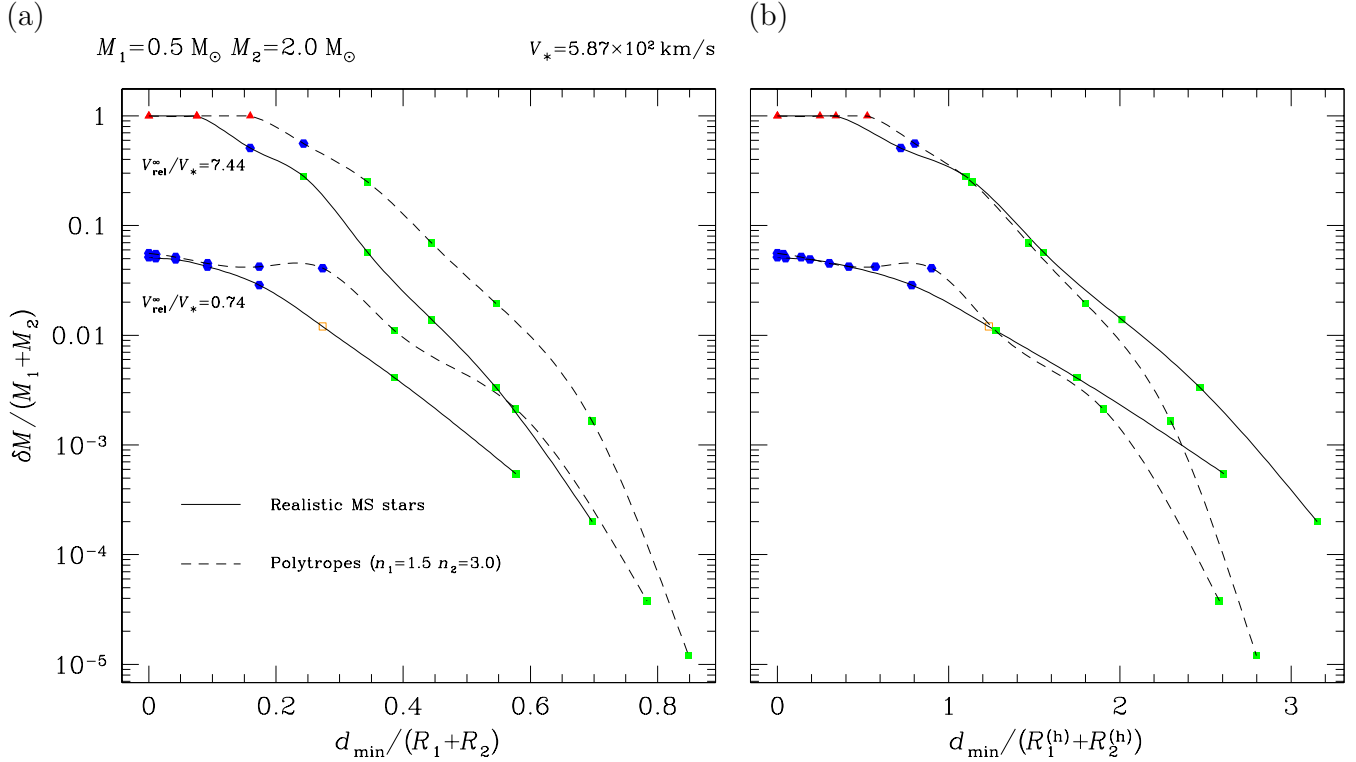 (a)
(b)
M₁=0.5 M⊙ M₂=2.0 M⊙
V*=5.87×10² km/s
1
0.1
0.01
10⁻³
10⁻⁴
10⁻⁵
δM/(M₁+M₂)
V∞rel/V*=7.44
V∞rel/V*=0.74
Realistic MS stars
Polytropes (n₁=1.5 n₂=3.0)
0 0.2 0.4 0.6 0.8
0 1 2 3
dmin/(R₁+R₂)
dmin/(R₁⁽ʰ⁾+R₂⁽ʰ⁾)